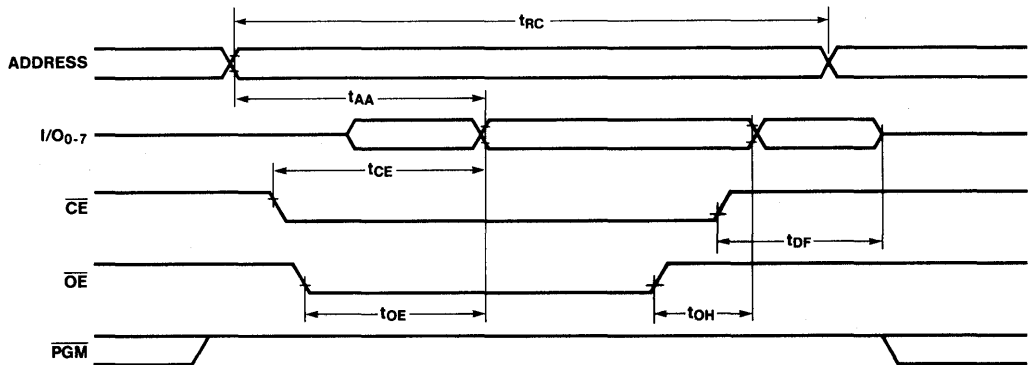 tRC
ADDRESS
tAA
I/O0-7
tCE
CE
tDF
OE
tOE
tOH
PGM